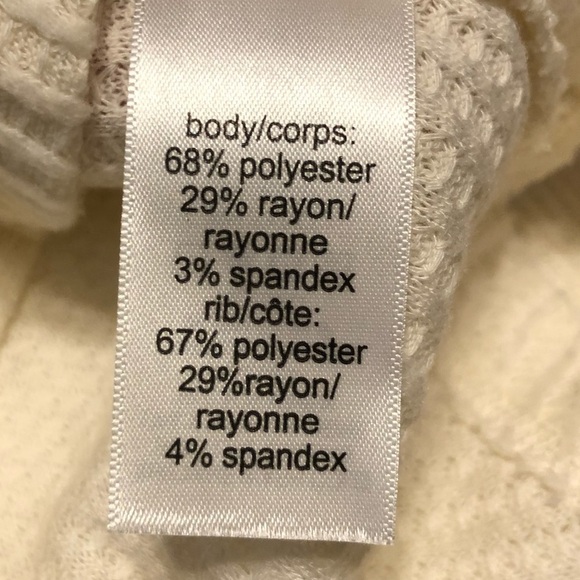 body/corps:
68% polyester
29% rayon/
rayonne
3% spandex
rib/côte:
67% polyester
29%rayon/
rayonne
4% spandex